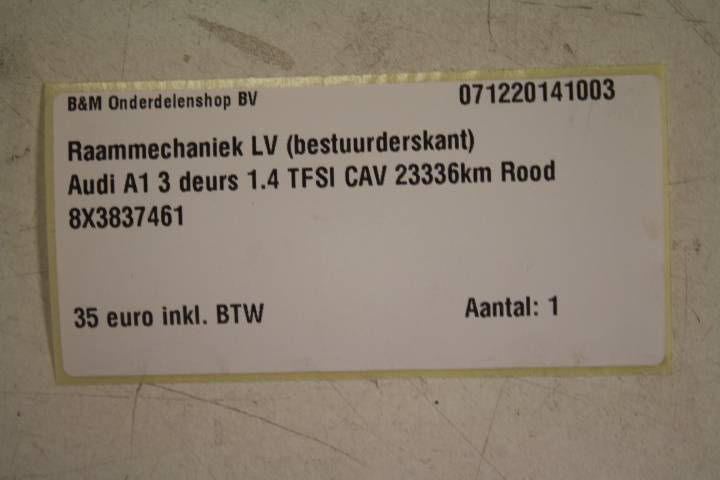 B&M Onderdelenshop BV 071220141003
Raammechaniek LV (bestuurderskant)
Audi A1 3 deurs 1.4 TFSI CAV 23336km Rood
8X3837461
35 euro inkl. BTW Aantal: 1